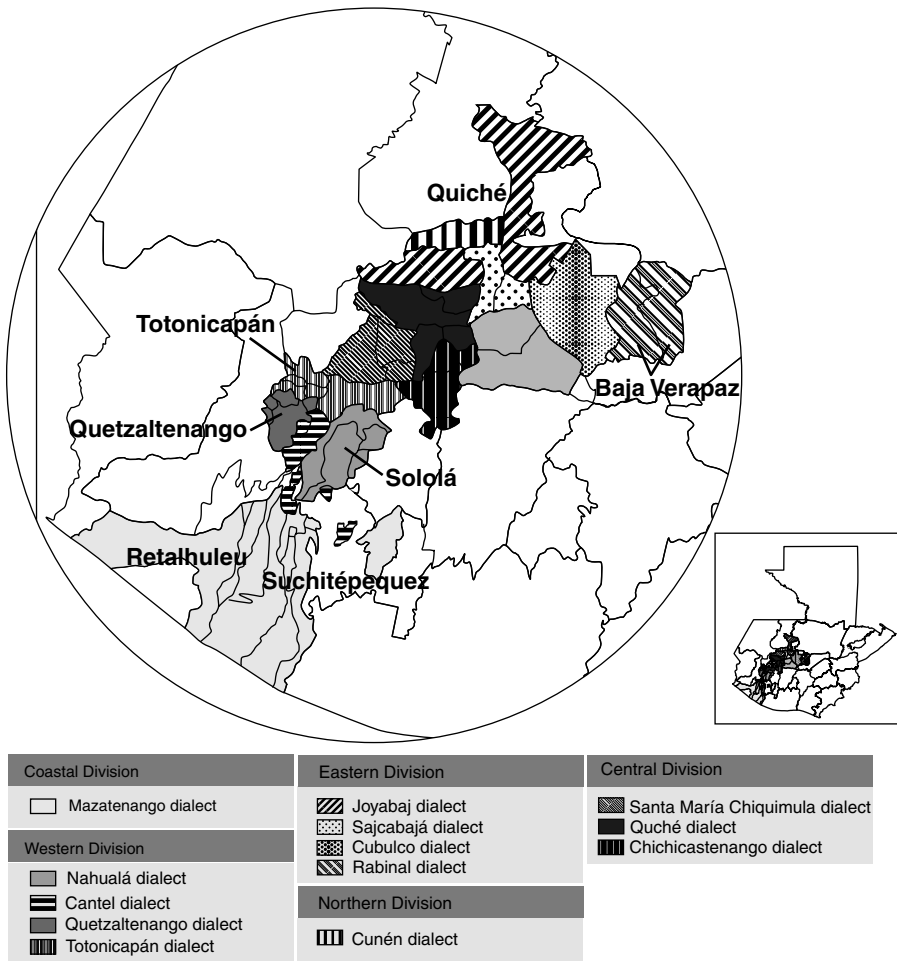 Quiché
Totonicapán
Baja Verapaz
Quetzaltenango
Sololá
Retalhuleu
Suchitépequez
Coastal Division
Mazatenango dialect
Western Division
Nahualá dialect
Cantel dialect
Quetzaltenango dialect
Totonicapán dialect
Eastern Division
Joyabaj dialect
Sajcabajá dialect
Cubulco dialect
Rabinal dialect
Northern Division
Cunén dialect
Central Division
Santa María Chiquimula dialect
Quché dialect
Chichicastenango dialect